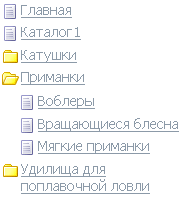 Главная
Каталог1
Катушки
Приманки
Воблеры
Вращающиеся блесна
Мягкие приманки
Удилища для
поплавочной ловли